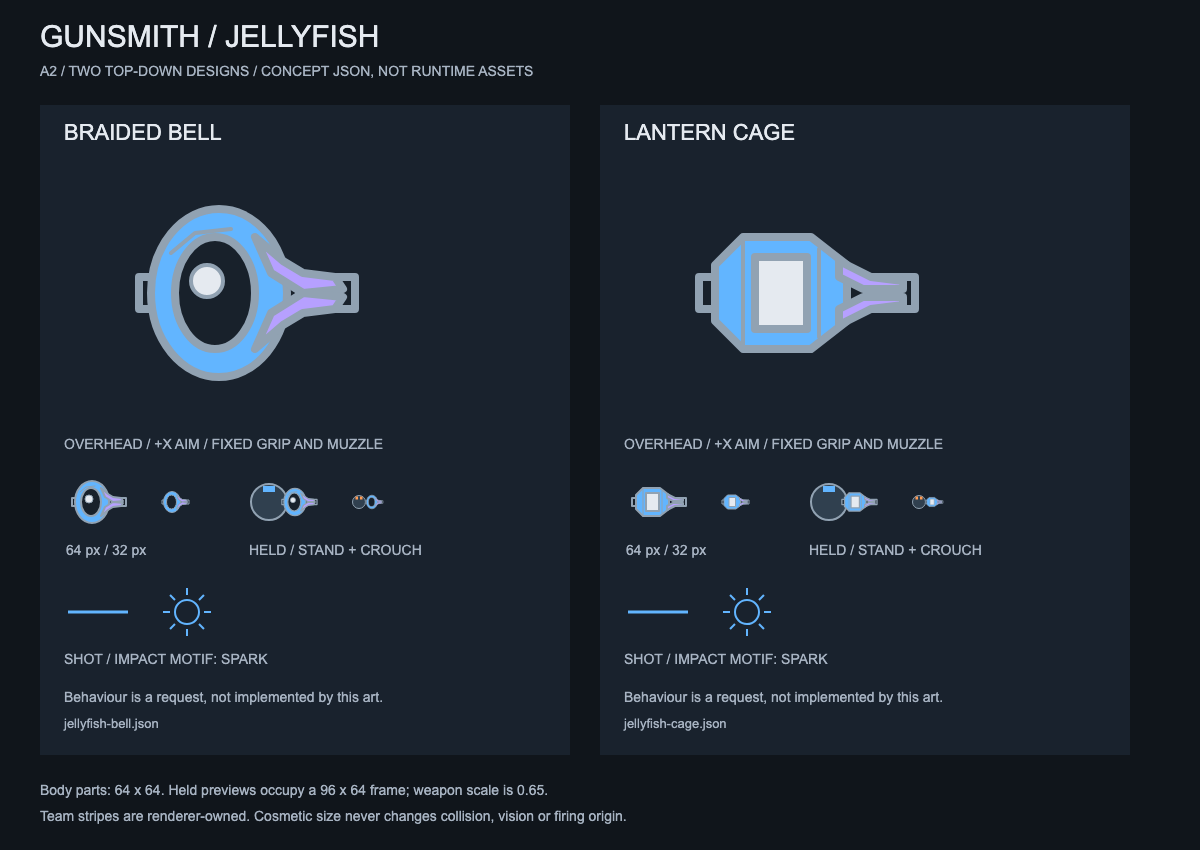 GUNSMITH / JELLYFISH
A2 / TWO TOP-DOWN DESIGNS / CONCEPT JSON, NOT RUNTIME ASSETS
BRAIDED BELL
OVERHEAD / +X AIM / FIXED GRIP AND MUZZLE
64 px / 32 px
HELD / STAND + CROUCH
SHOT / IMPACT MOTIF: SPARK
Behaviour is a request, not implemented by this art.
jellyfish-bell.json
LANTERN CAGE
OVERHEAD / +X AIM / FIXED GRIP AND MUZZLE
64 px / 32 px
HELD / STAND + CROUCH
SHOT / IMPACT MOTIF: SPARK
Behaviour is a request, not implemented by this art.
jellyfish-cage.json
Body parts: 64 x 64. Held previews occupy a 96 x 64 frame; weapon scale is 0.65.
Team stripes are renderer-owned. Cosmetic size never changes collision, vision or firing origin.